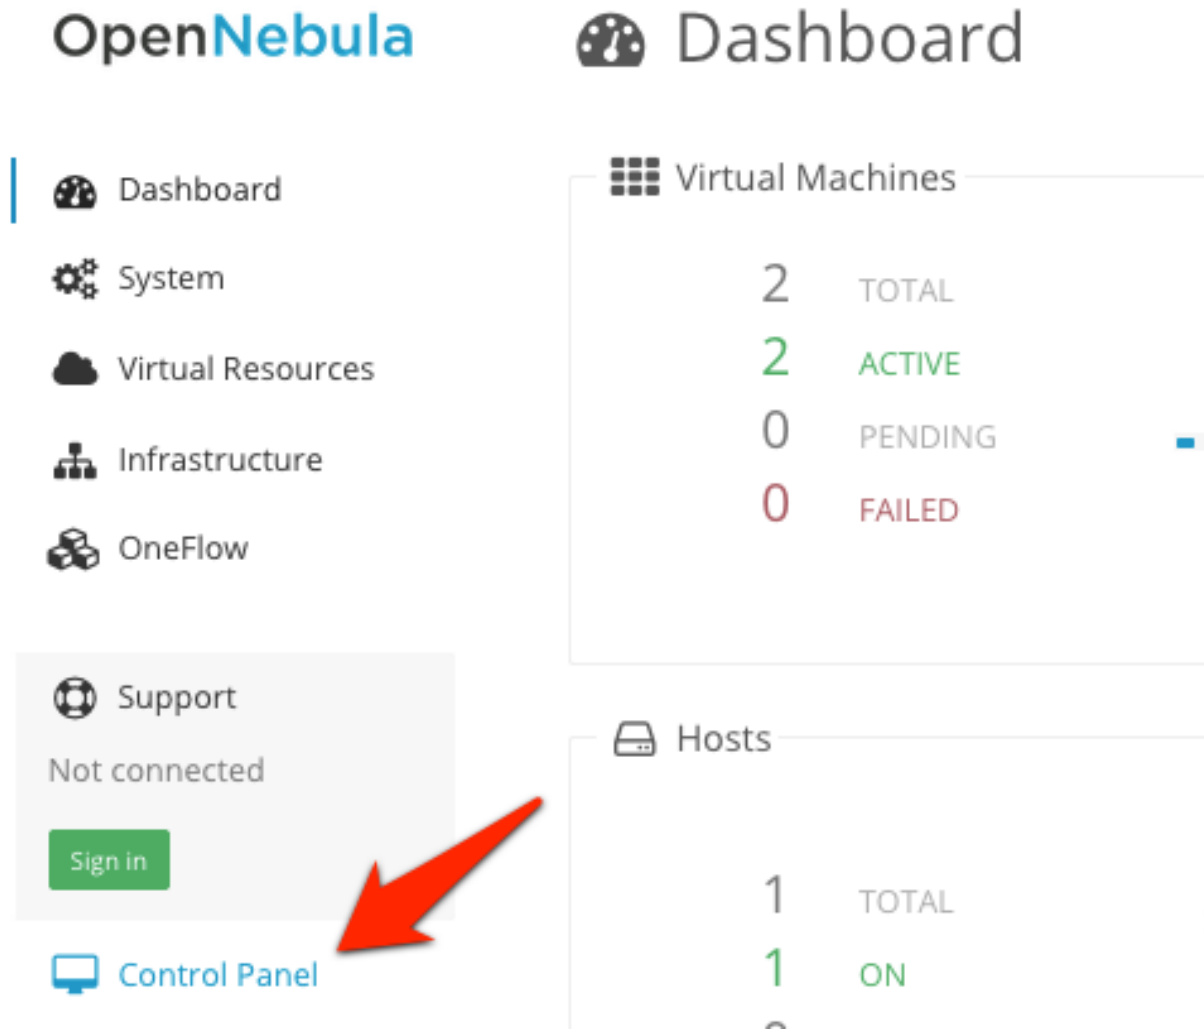 OpenNebula
Dashboard
Dashboard
System
Virtual Resources
Infrastructure
OneFlow
Support
Not connected
Sign in
Control Panel
Virtual Machines
2 TOTAL
2 ACTIVE
0 PENDING
0 FAILED
Hosts
1 TOTAL
1 ON